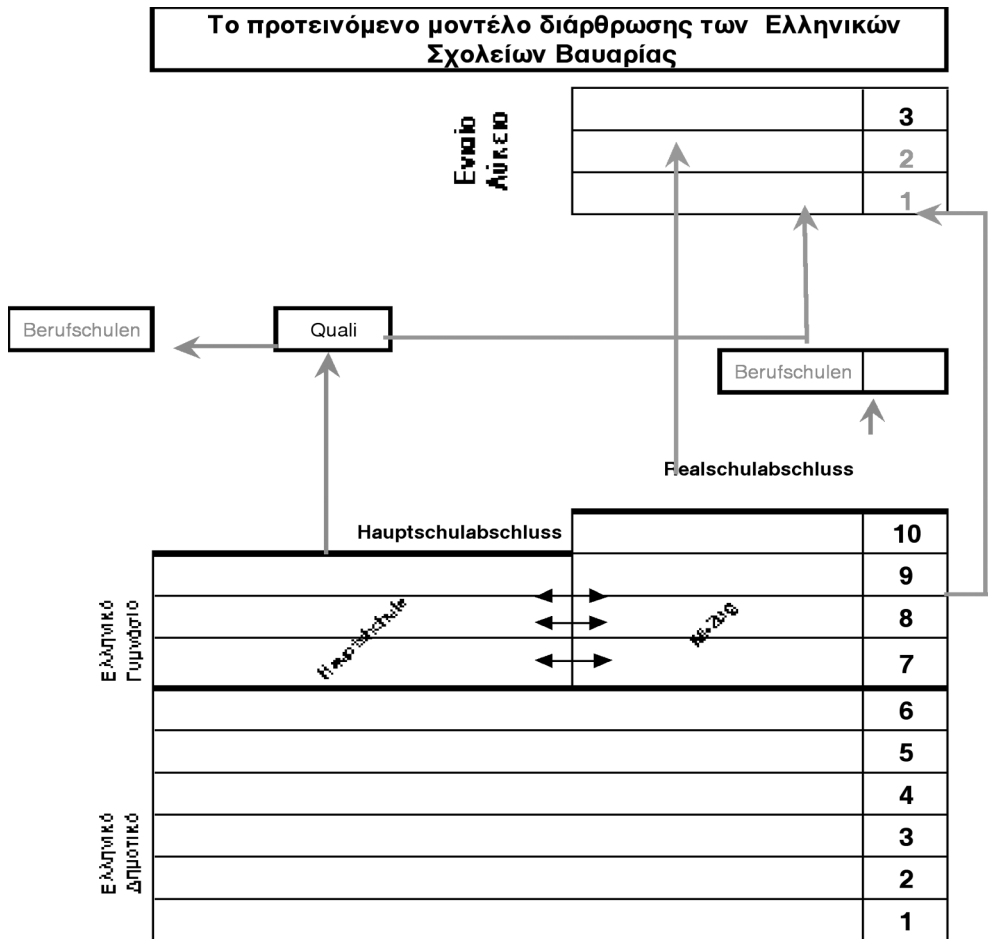 Το προτεινόμενο μοντέλο διάρθρωσης των Ελληνικών
Σχολείων Βαυαρίας
Ενιαίο
Λύκειο
3
2
1
Berufschulen
Quali
Berufschulen
Realschulabschluss
Hauptschulabschluss
10
9
8
7
Ελληνικό
Γυμνάσιο
6
5
4
3
2
1
Ελληνικό
Δημοτικό